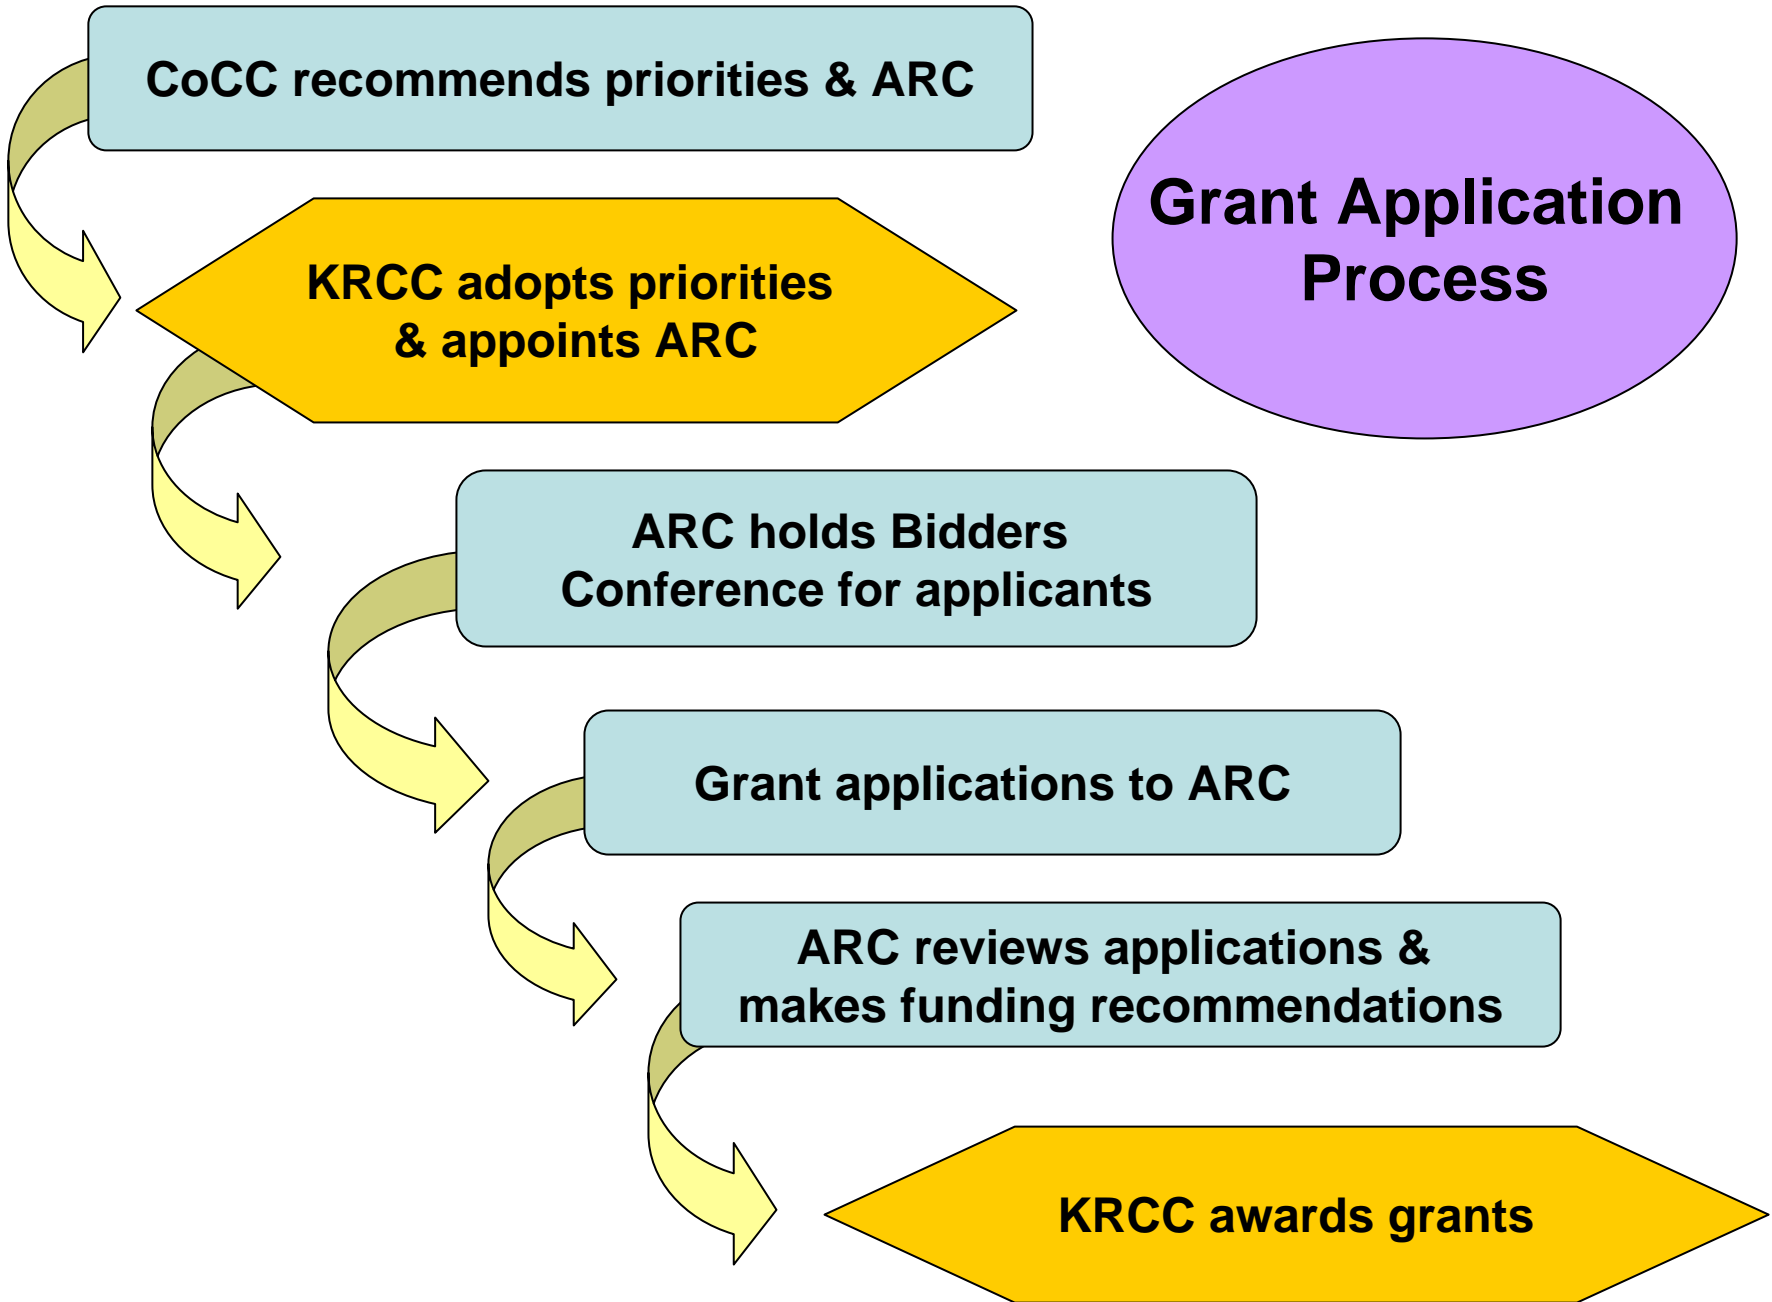 CoCC recommends priorities & ARC
Grant Application
Process
KRCC adopts priorities
& appoints ARC
ARC holds Bidders
Conference for applicants
Grant applications to ARC
ARC reviews applications &
makes funding recommendations
KRCC awards grants